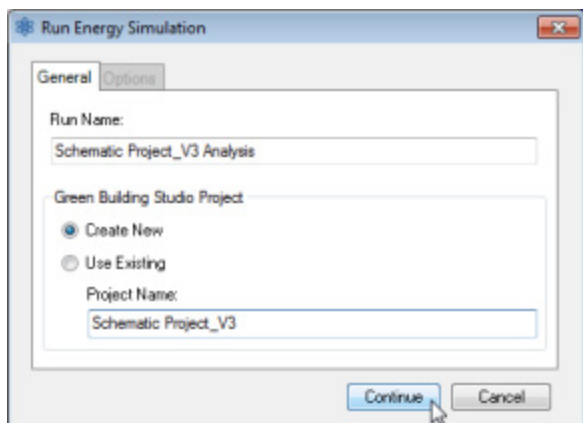 Run Energy Simulation
General Options
Run Name:
Schematic Project_V3 Analysis
Green Building Studio Project
Create New
Use Existing
Project Name:
Schematic Project_V3
Continue Cancel